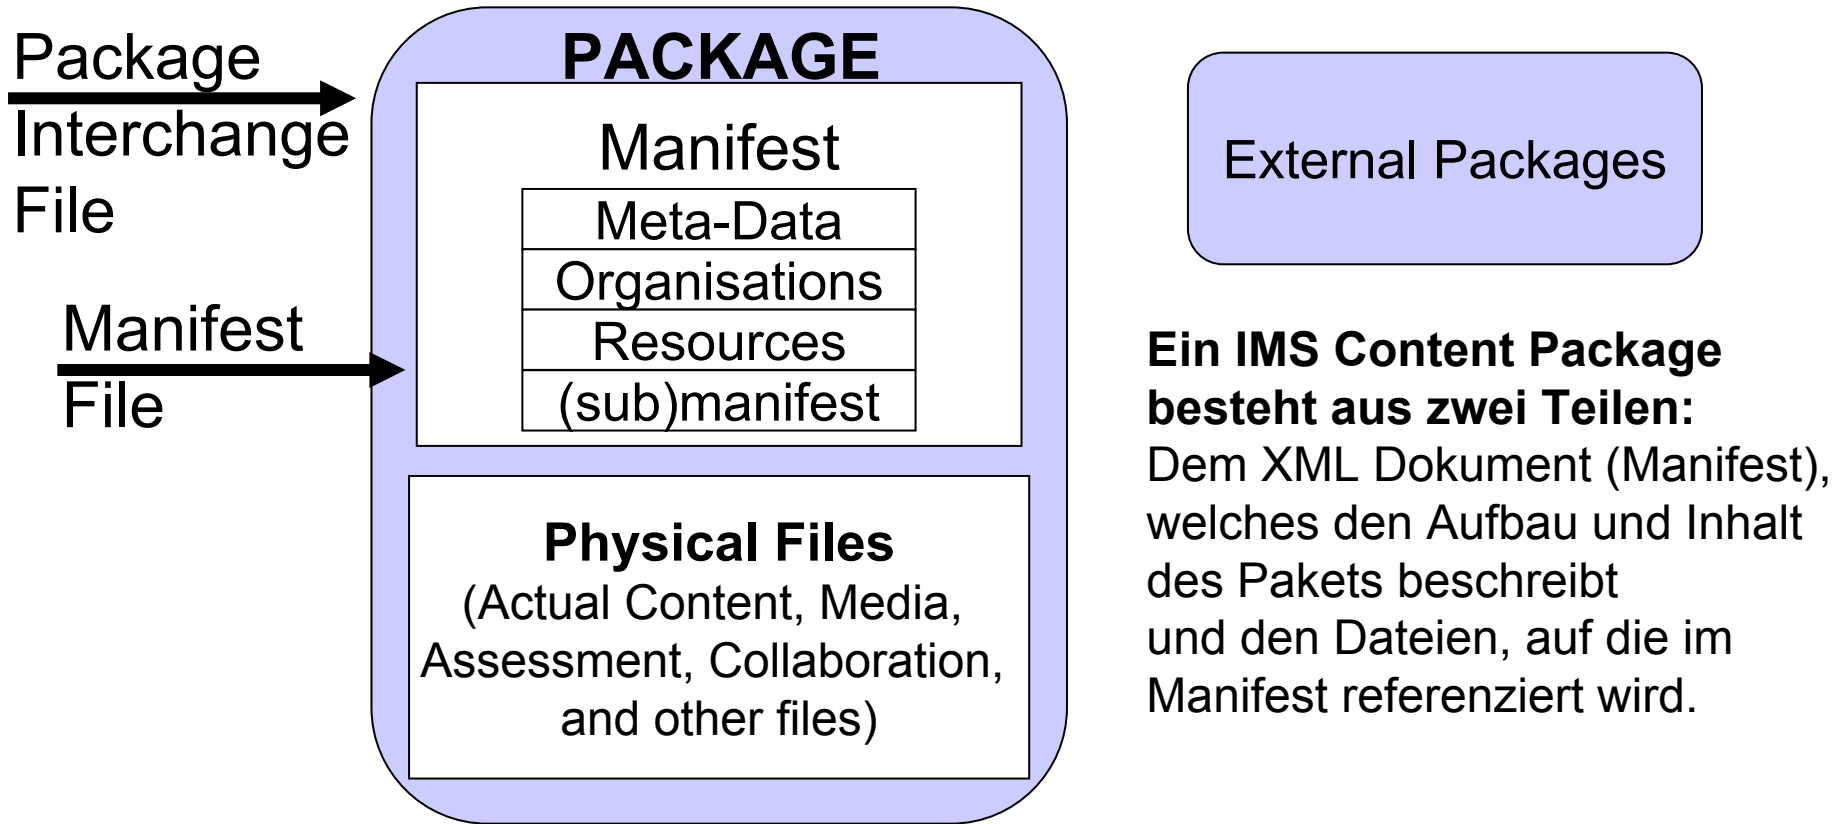 Package
Interchange
File
Manifest
File
PACKAGE
Manifest
Meta-Data
Organisations
Resources
(sub)manifest
Physical Files
(Actual Content, Media,
Assessment, Collaboration,
and other files)
External Packages
Ein IMS Content Package
besteht aus zwei Teilen:
Dem XML Dokument (Manifest),
welches den Aufbau und Inhalt
des Pakets beschreibt
und den Dateien, auf die im
Manifest referenziert wird.